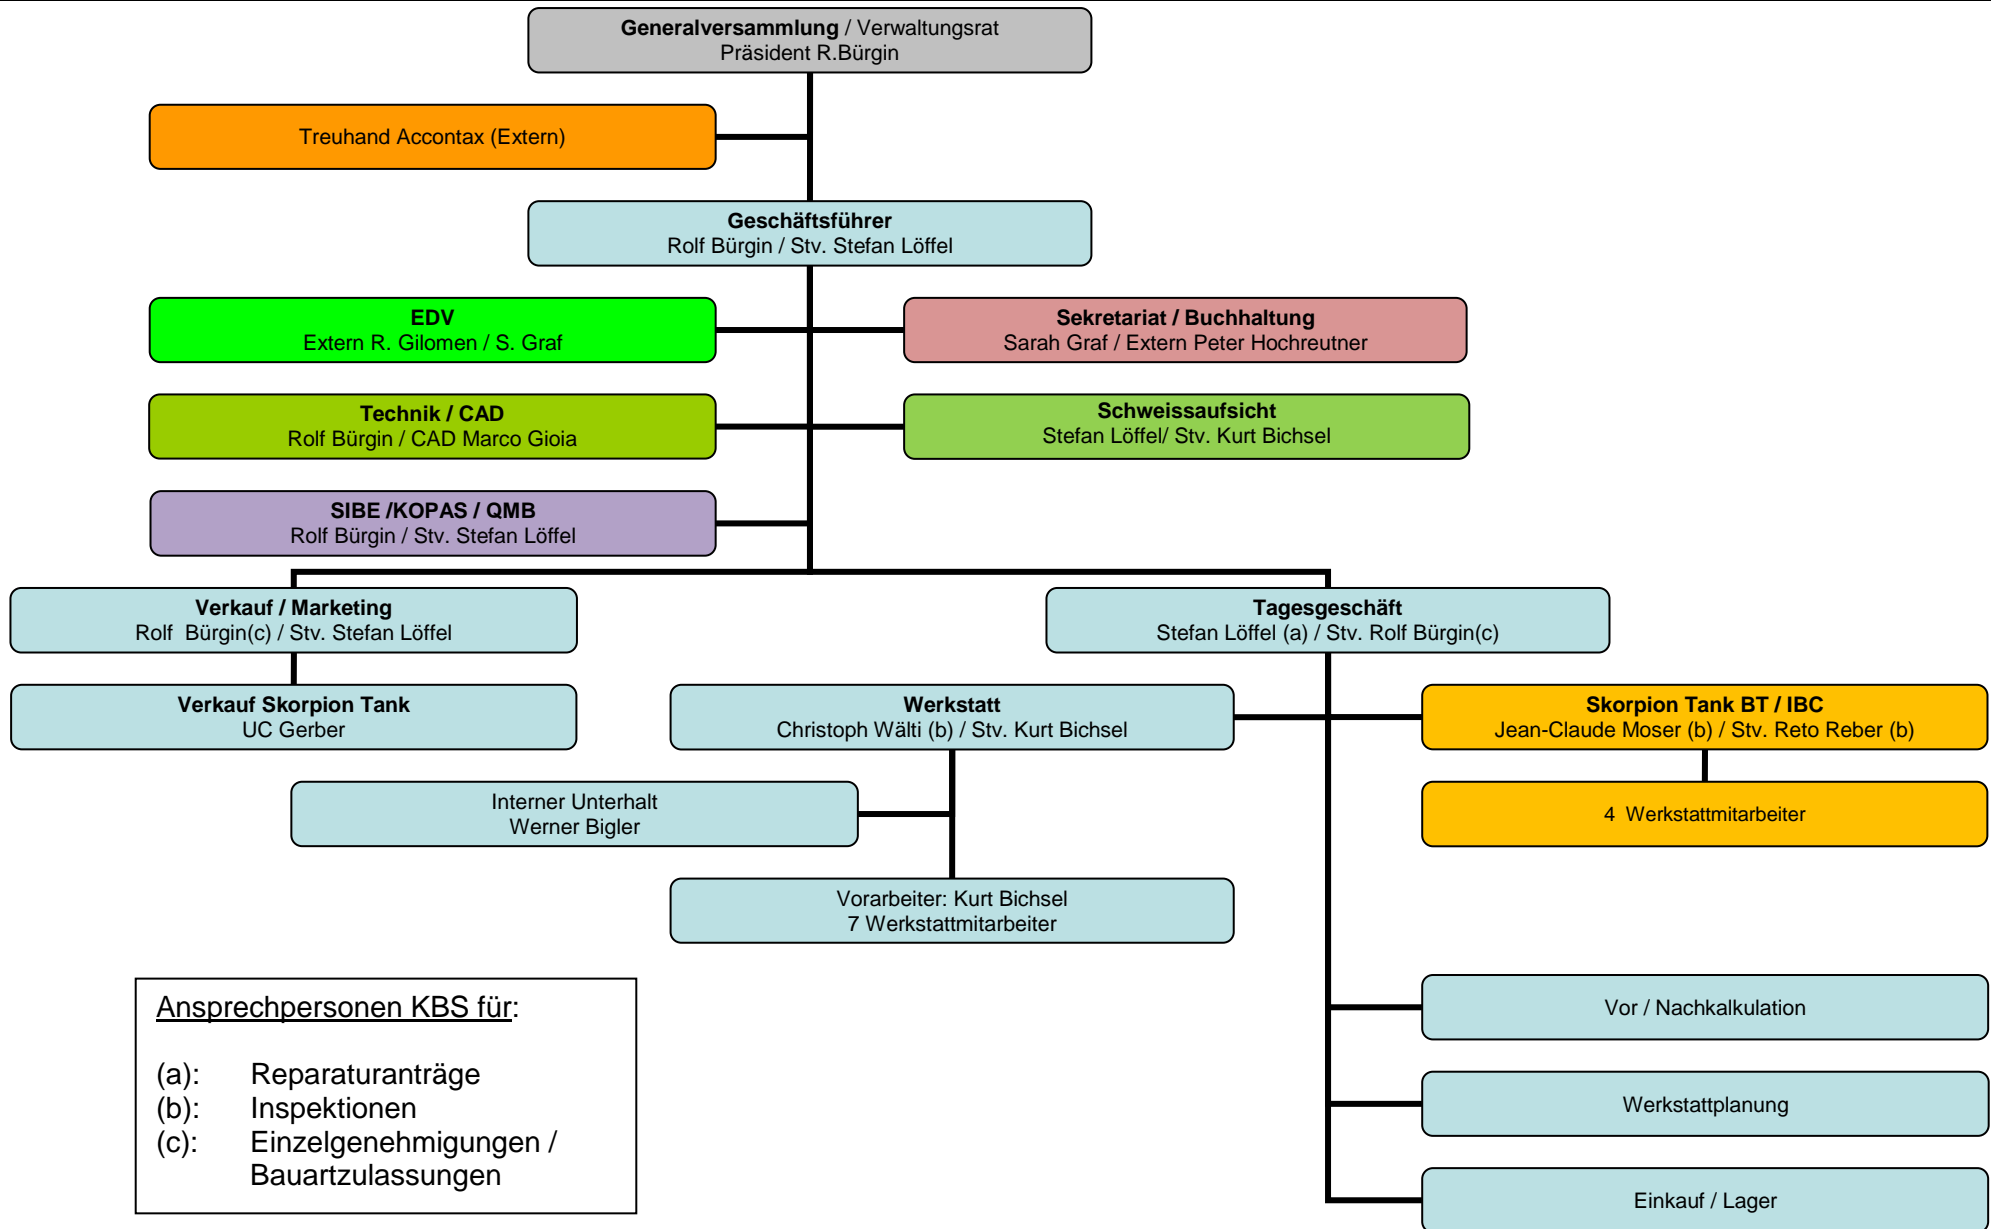 Generalversammlung / Verwaltungsrat
Präsident R.Bürgin
Treuhand Accontax (Extern)
Geschäftsführer
Rolf Bürgin / Stv. Stefan Löffel
EDV
Extern R. Gilomen / S. Graf
Sekretariat / Buchhaltung
Sarah Graf / Extern Peter Hochreutner
Technik / CAD
Rolf Bürgin / CAD Marco Gioia
Schweissaufsicht
Stefan Löffel/ Stv. Kurt Bichsel
SIBE /KOPAS / QMB
Rolf Bürgin / Stv. Stefan Löffel
Verkauf / Marketing
Rolf  Bürgin(c) / Stv. Stefan Löffel
Tagesgeschäft
Stefan Löffel (a) / Stv. Rolf Bürgin(c)
Verkauf Skorpion Tank
UC Gerber
Werkstatt
Christoph Wälti (b) / Stv. Kurt Bichsel
Skorpion Tank BT / IBC
Jean-Claude Moser (b) / Stv. Reto Reber (b)
Interner Unterhalt
Werner Bigler
4  Werkstattmitarbeiter
Vorarbeiter: Kurt Bichsel
7 Werkstattmitarbeiter
Ansprechpersonen KBS für:
(a): Reparaturanträge
(b): Inspektionen
(c): Einzelgenehmigungen /
Bauartzulassungen
Vor / Nachkalkulation
Werkstattplanung
Einkauf / Lager